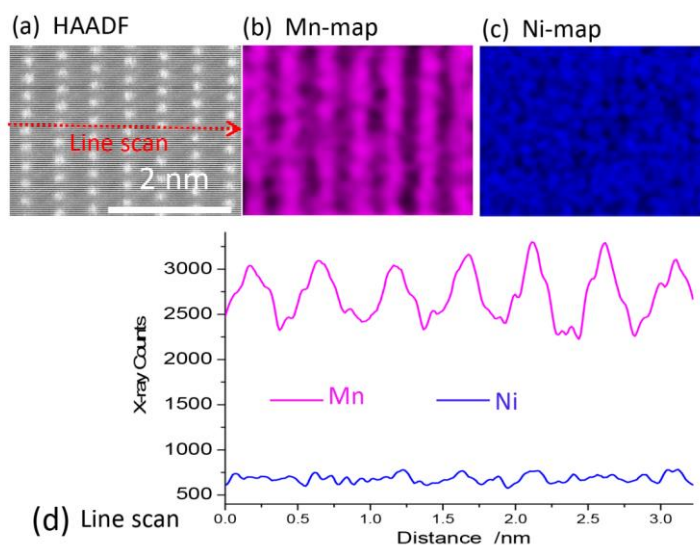 (a) HAADF
(b) Mn-map
(c) Ni-map
Line scan
2 nm
3000
2500
2000
1500
1000
500
X-ray Counts
Mn
Ni
0.0 0.5 1.0 1.5 2.0 2.5 3.0
(d) Line scan
Distance /nm